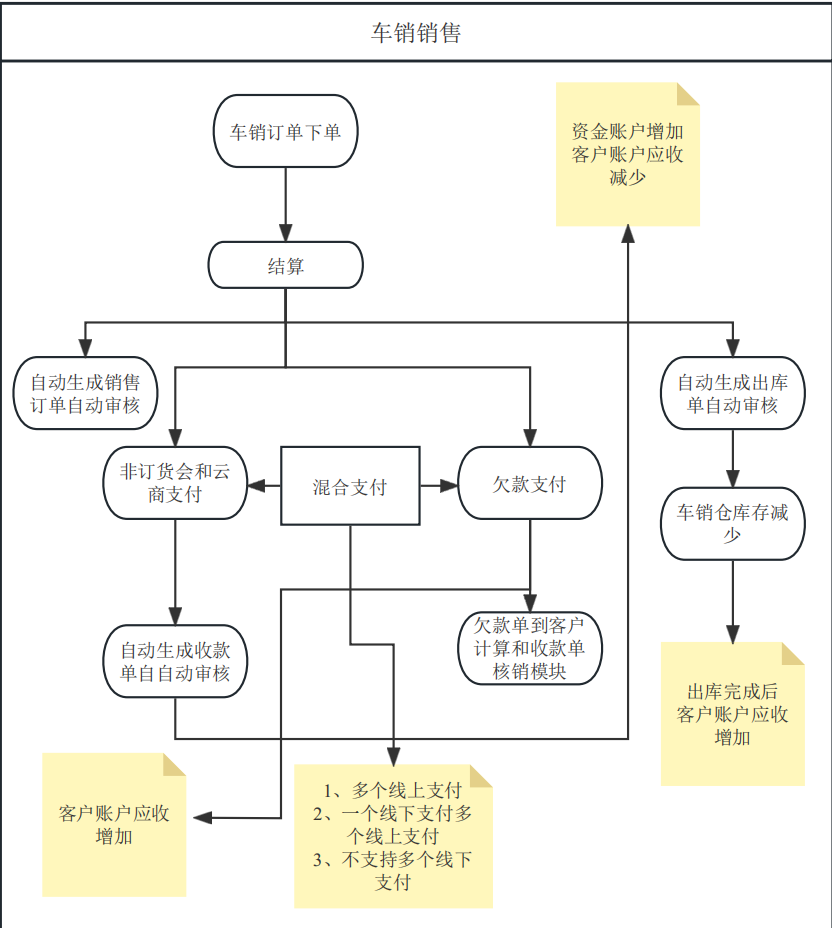 车销销售
车销订单下单
资金账户增加
客户账户应收
减少
结算
自动生成销售
订单自动审核
自动生成出库
单自动审核
非订货会和云
商支付
混合支付
欠款支付
车销仓库存减
少
自动生成收款
单自自动审核
欠款单到客户
计算和收款单
核销模块
出库完成后
客户账户应收
增加
客户账户应收
增加
1、多个线上支付
2、一个线下支付多
个线上支付
3、不支持多个线下
支付